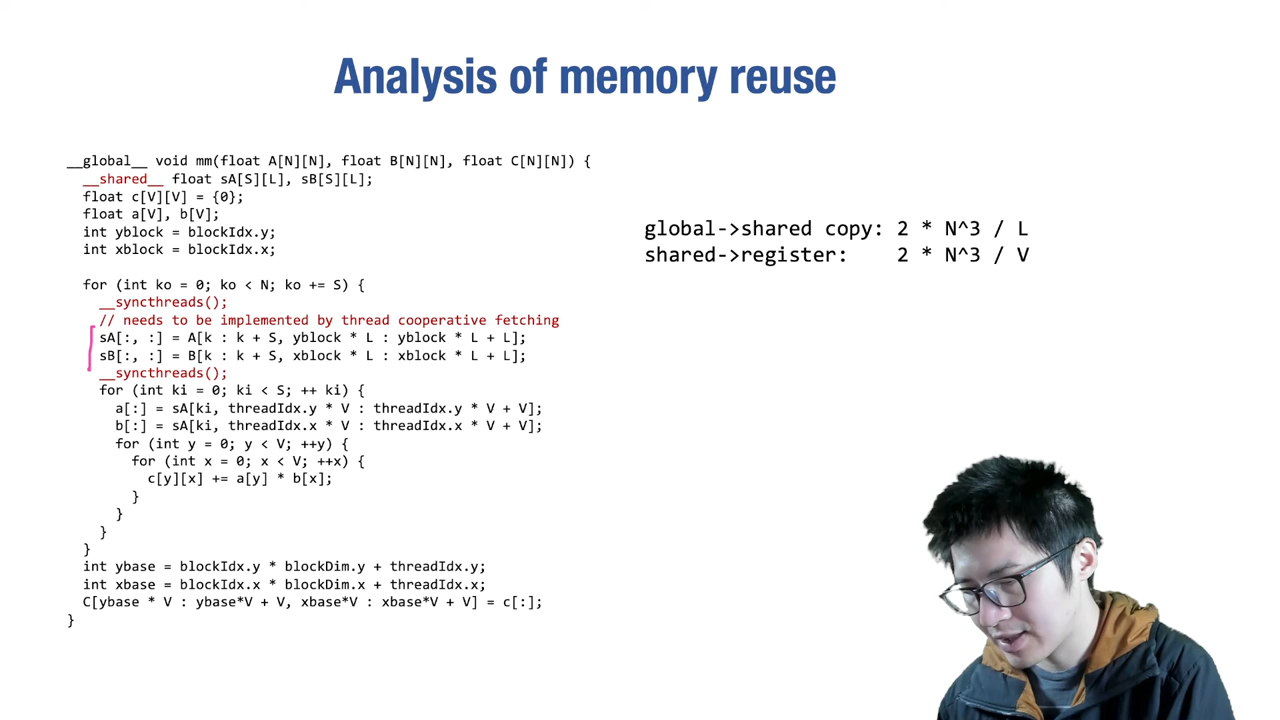 Analysis of memory reuse
__global__ void mm(float A[N][N], float B[N][N], float C[N][N]) {
__shared__ float sA[S][L], sB[S][L];
float c[V][V] = {0};
float a[V], b[V];
int yblock = blockIdx.y;
int xblock = blockIdx.x;
for (int ko = 0; ko < N; ko += S) {
__syncthreads();
// needs to be implemented by thread cooperative fetching
sA[:, :] = A[k : k + S, yblock * L : yblock * L + L];
sB[:, :] = B[k : k + S, xblock * L : xblock * L + L];
__syncthreads();
for (int ki = 0; ki < S; ++ ki) {
a[:] = sA[ki, threadIdx.y * V : threadIdx.y * V + V];
b[:] = sA[ki, threadIdx.x * V : threadIdx.x * V + V];
for (int y = 0; y < V; ++y) {
for (int x = 0; x < V; ++x) {
c[y][x] += a[y] * b[x];
}
}
}
}
int ybase = blockIdx.y * blockDim.y + threadIdx.y;
int xbase = blockIdx.x * blockDim.x + threadIdx.x;
C[ybase * V : ybase*V + V, xbase*V : xbase*V + V] = c[:];
}
global->shared copy: 2 * N^3 / L
shared->register: 2 * N^3 / V